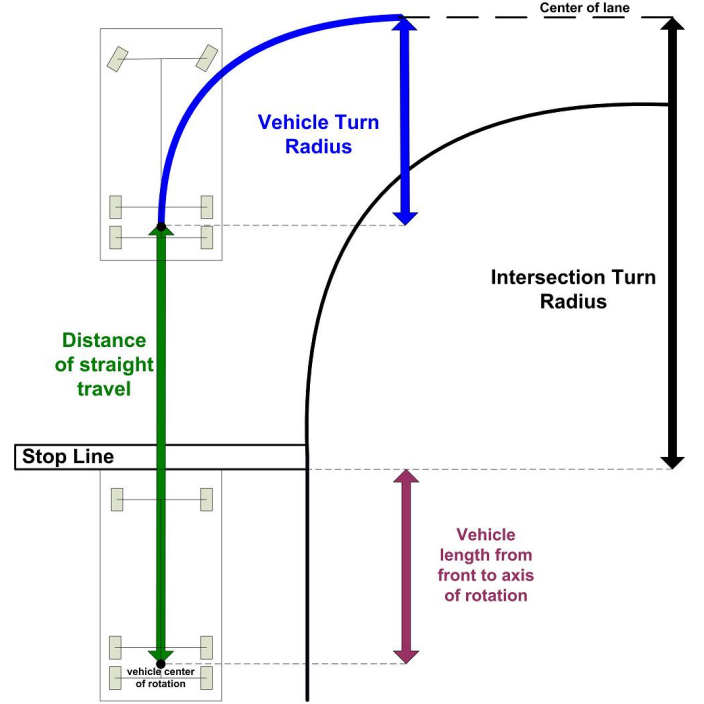 Center of lane
Vehicle Turn
Radius
Intersection Turn
Radius
Distance
of straight
travel
Stop Line
Vehicle
length from
front to axis
of rotation
vehicle center
of rotation